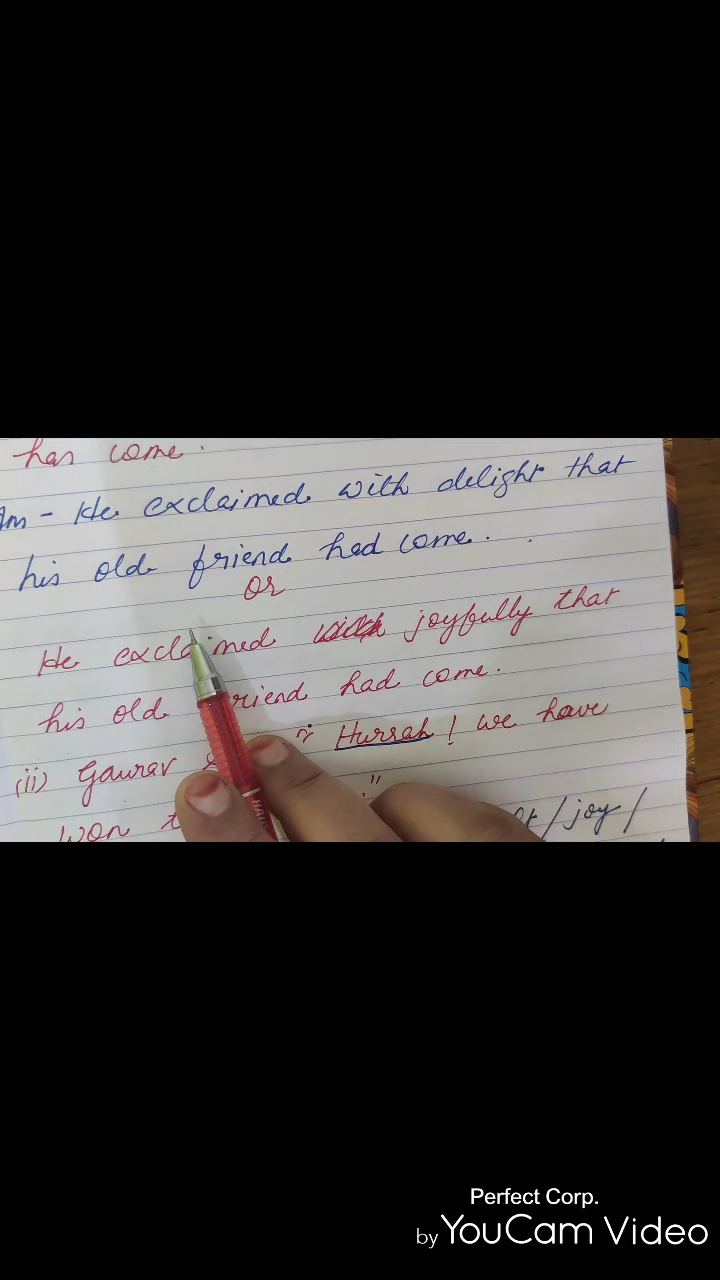 has come.
Ans - He exclaimed with delight that
his old friend had come.
or
He exclaimed with joyfully that
his old friend had come.
(ii) Gaurav " Hurrah! we have
won "
/ joy /
Perfect Corp.
by YouCam Video